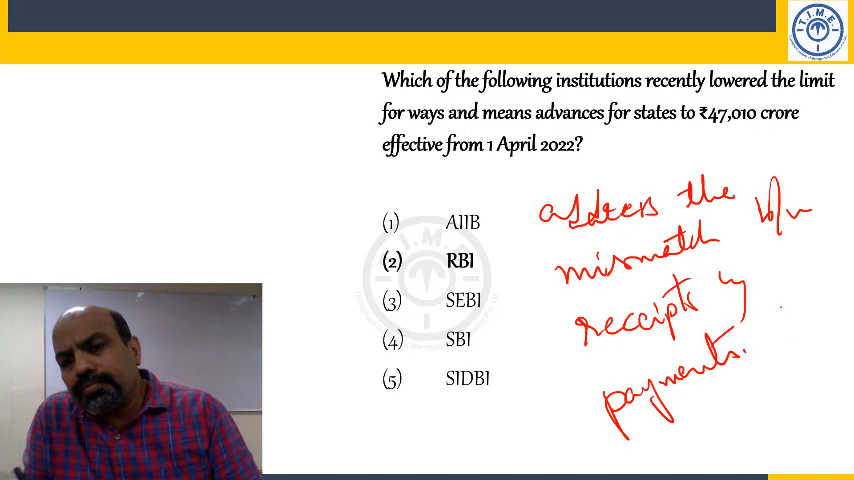 T.I.M.E.
Which of the following institutions recently lowered the limit
for ways and means advances for states to ₹47,010 crore
effective from 1 April 2022?
(1) AIIB
(2) RBI
(3) SEBI
(4) SBI
(5) SIDBI
address the
mismatch b/w
receipts &
payments.
T.I.M.E.